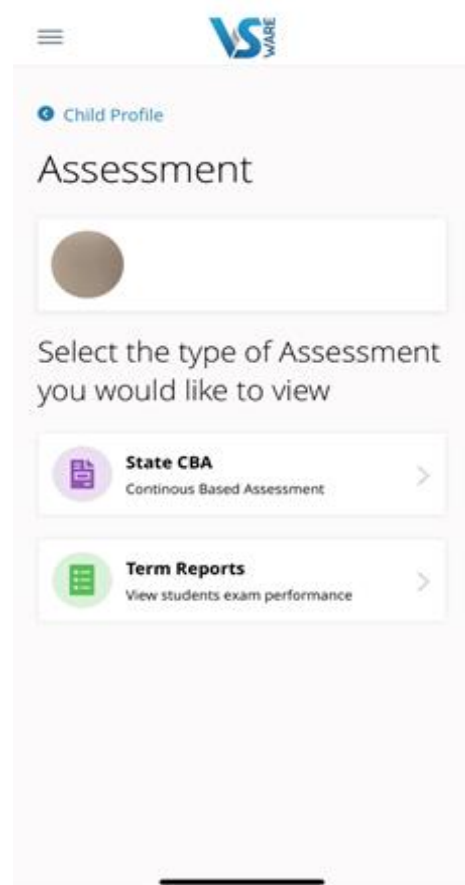 VS
WARE
Child Profile
Assessment
Select the type of Assessment
you would like to view
State CBA
Continous Based Assessment
Term Reports
View students exam performance